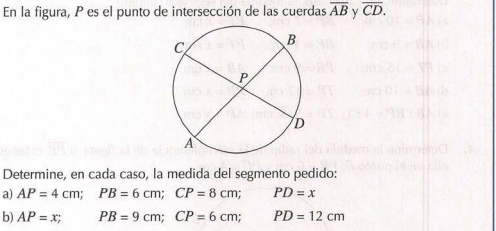 En la figura, P es el punto de intersección de las cuerdas AB y CD.
C
B
P
D
A
Determine, en cada caso, la medida del segmento pedido:
a) AP = 4 cm; PB = 6 cm; CP = 8 cm; PD = x
b) AP = x; PB = 9 cm; CP = 6 cm; PD = 12 cm